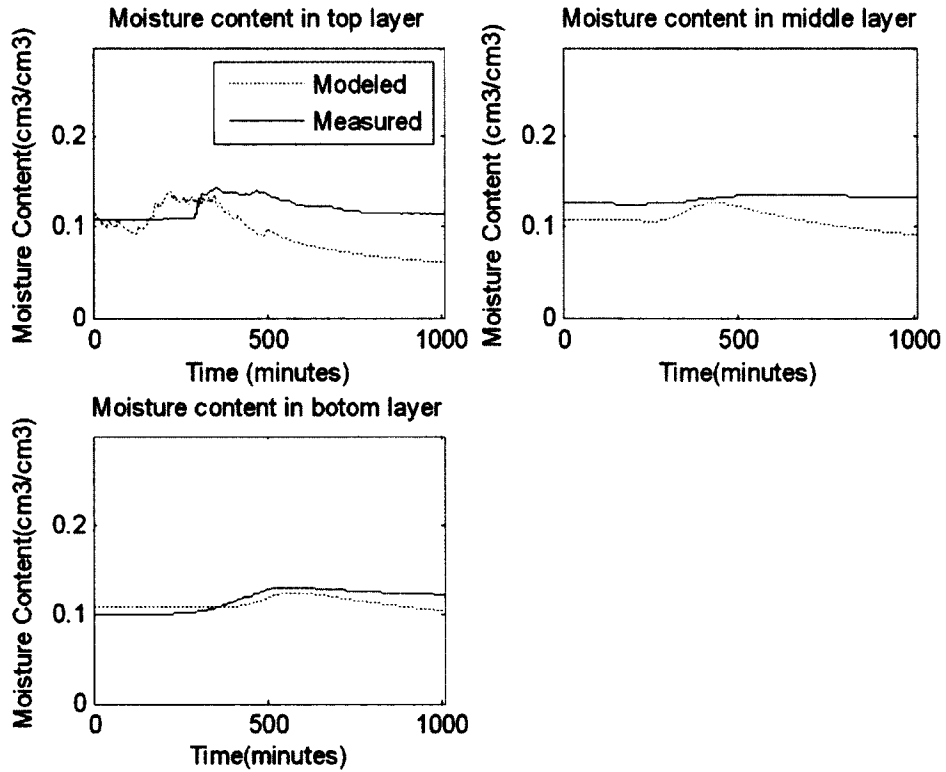 Moisture content in top layer
Moisture Content(cm3/cm3)
0.2
0.1
0
Modeled
Measured
0
500
1000
Time (minutes)
Moisture content in middle layer
Moisture Content (cm3/cm3)
0.2
0.1
0
0
500
1000
Time(minutes)
Moisture content in botom layer
Moisture Content(cm3/cm3)
0.2
0.1
0
0
500
1000
Time(minutes)